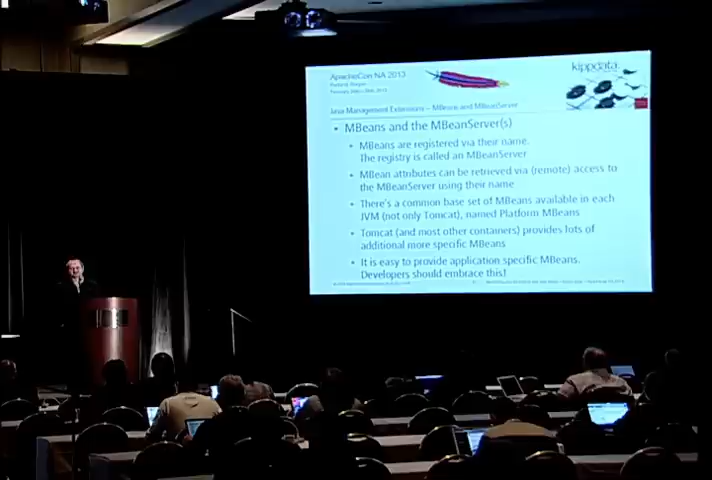 ApacheCon NA 2013
kippdata
Portland, Oregon
Java Management Extensions – MBeans and MBeanServer
• MBeans and the MBeanServer(s)
• MBeans are registered via their name.
The registry is called an MBeanServer
• MBean attributes can be retrieved via (remote) access to
the MBeanServer using their name
• There's a common base set of MBeans available in each
JVM (not only Tomcat), named Platform MBeans
• Tomcat (and most other containers) provides lots of
additional more specific MBeans
• It is easy to provide application specific MBeans.
Developers should embrace this!